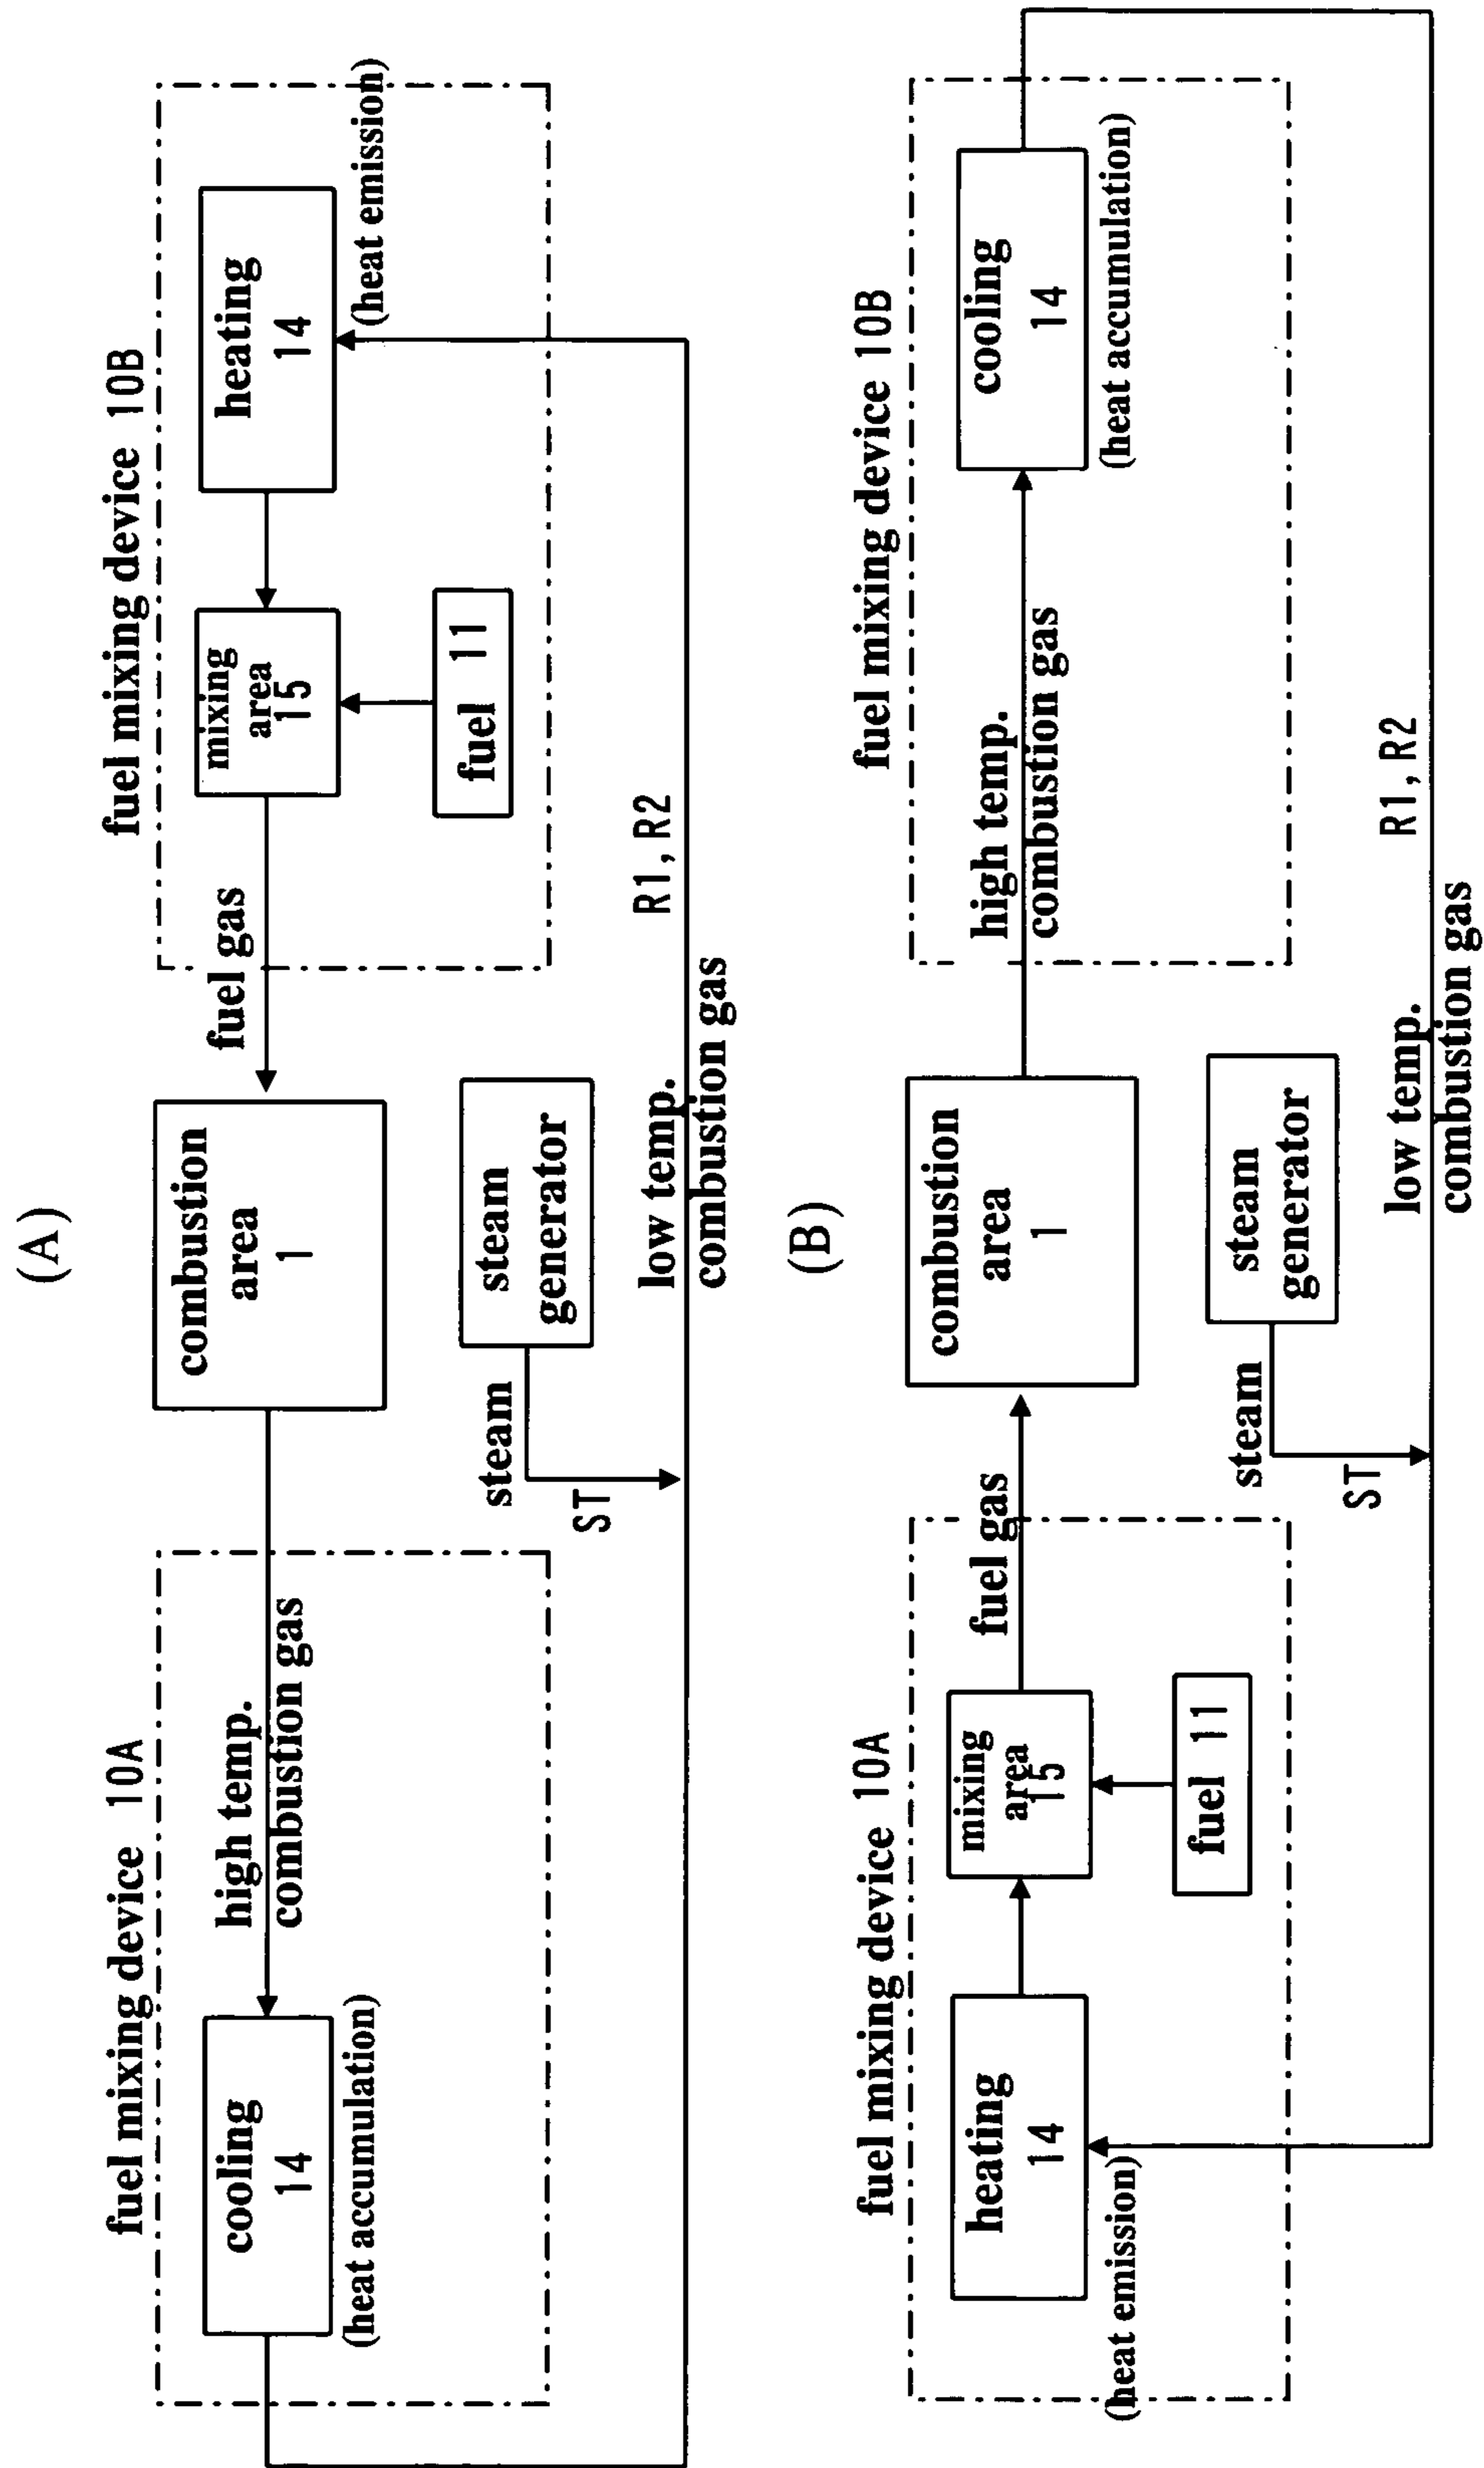 (A)
fuel mixing device 10A
high temp.
combustion gas
cooling
14
(heat accumulation)
combustion
area
1
fuel gas
fuel mixing device 10B
mixing
area
15
heating
14
(heat emission)
fuel 11
steam
generator
steam
ST
R1, R2
low temp.
combustion gas
(B)
fuel mixing device 10A
heating
14
(heat emission)
mixing
area
15
fuel 11
fuel gas
combustion
area
1
fuel mixing device 10B
high temp.
combustion gas
cooling
14
(heat accumulation)
steam
generator
steam
ST
R1, R2
low temp.
combustion gas